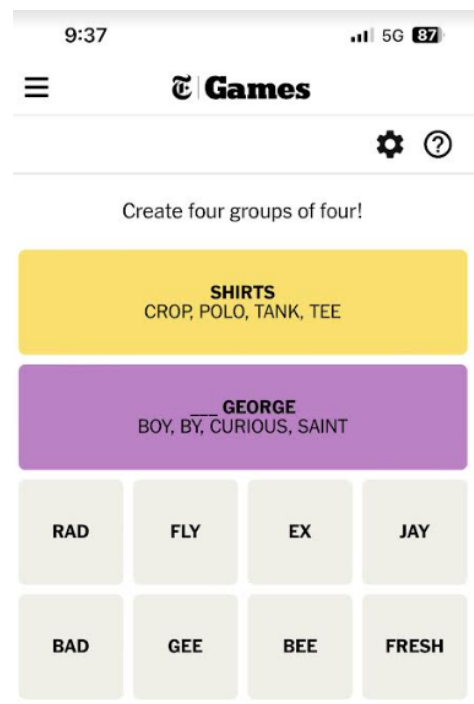 9:37 5G 87
T Games
Create four groups of four!
SHIRTS
CROP, POLO, TANK, TEE
___ GEORGE
BOY, BY, CURIOUS, SAINT
RAD FLY EX JAY
BAD GEE BEE FRESH